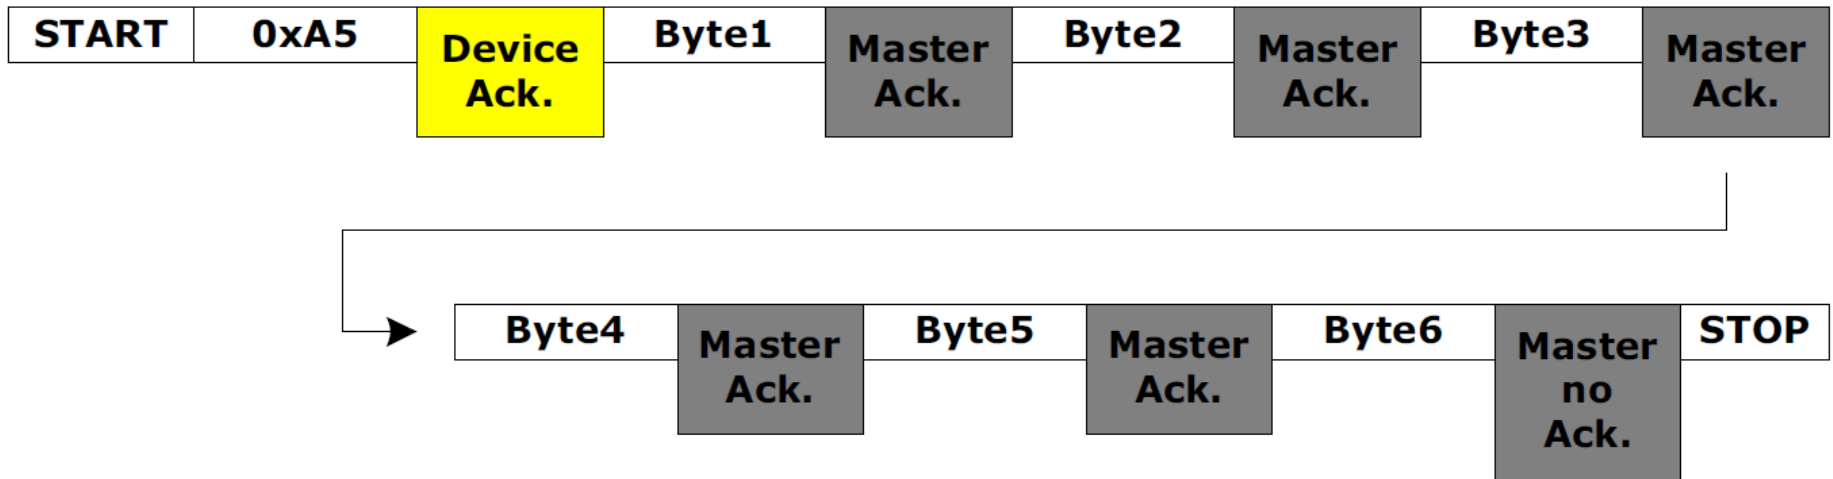 START 0xA5 Device Ack. Byte1 Master Ack. Byte2 Master Ack. Byte3 Master Ack.
Byte4 Master Ack. Byte5 Master Ack. Byte6 Master no Ack. STOP